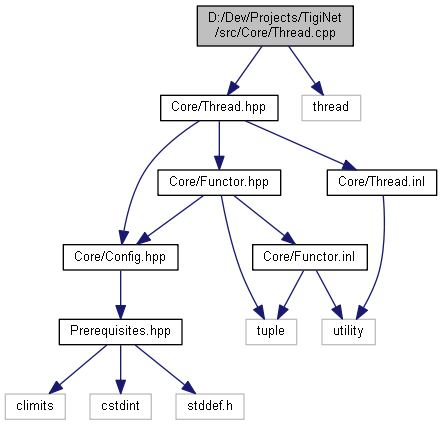 D:/Dev/Projects/TigiNet
/src/Core/Thread.cpp
Core/Thread.hpp
thread
Core/Functor.hpp
Core/Thread.inl
Core/Config.hpp
Core/Functor.inl
Prerequisites.hpp
tuple
utility
climits
cstdint
stddef.h